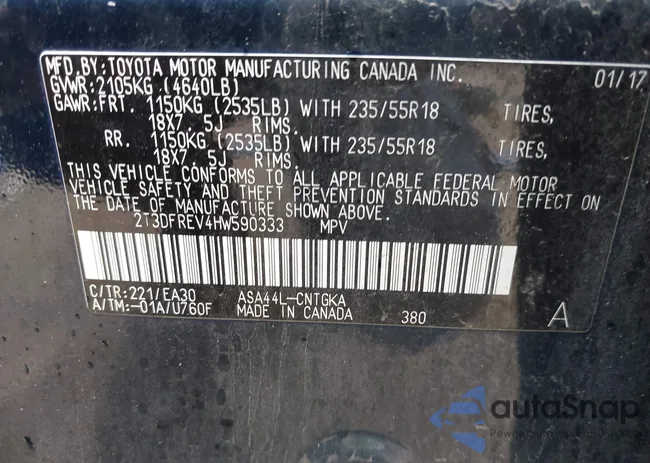 MFD.BY:TOYOTA MOTOR MANUFACTURING CANADA INC. 01/17
GVWR:2105KG (4640LB)
GAWR:FRT. 1150KG (2535LB) WITH 235/55R18 TIRES,
18X7.5J RIMS.
RR. 1150KG (2535LB) WITH 235/55R18 TIRES,
18X7.5J RIMS.
THIS VEHICLE CONFORMS TO ALL APPLICABLE FEDERAL MOTOR
VEHICLE SAFETY AND THEFT PREVENTION STANDARDS IN EFFECT ON
THE DATE OF MANUFACTURE SHOWN ABOVE.
2T3DFREV4HW590333 MPV
C/TR:221/EA30 ASA44L-CNTGKA
A/TM:-01A/U760F MADE IN CANADA 380 A
autoSnap